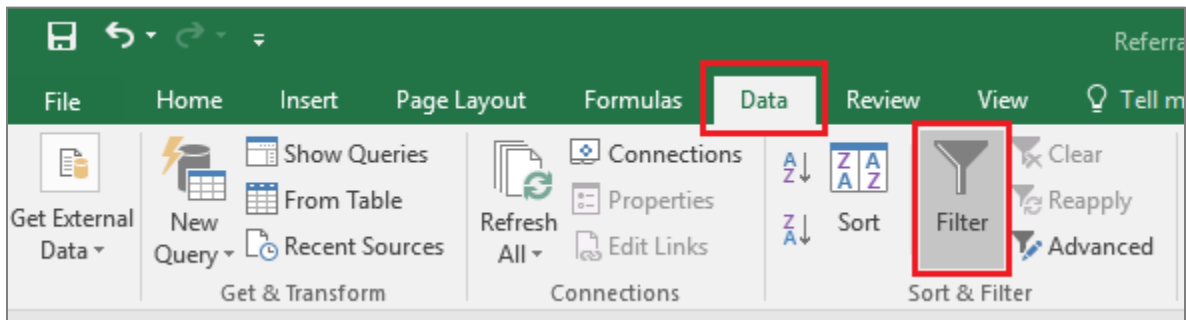 Referra
File Home Insert Page Layout Formulas Data Review View Tell m
Get External Data
New Query
Show Queries
From Table
Recent Sources
Get & Transform
Refresh All
Connections
Properties
Edit Links
Connections
A Z
Z A
Z A A Z
Sort
Filter
Clear
Reapply
Advanced
Sort & Filter